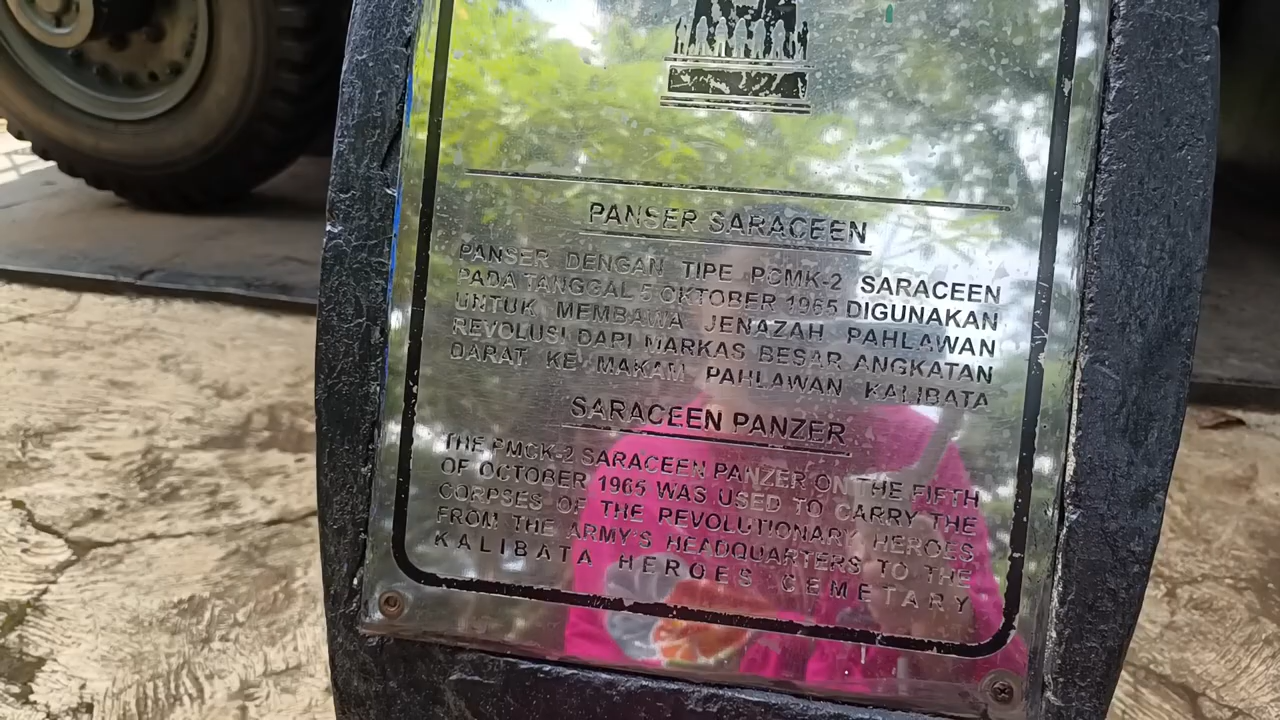 PANSER SARACEEN
PANSER DENGAN TIPE PCMK-2 SARACEEN
PADA TANGGAL 5 OKTOBER 1965 DIGUNAKAN
UNTUK MEMBAWA JENAZAH PAHLAWAN
REVOLUSI DARI MARKAS BESAR ANGKATAN
DARAT KE MAKAM PAHLAWAN KALIBATA
SARACEEN PANZER
THE PMCK-2 SARACEEN PANZER ON THE FIFTH
OF OCTOBER 1965 WAS USED TO CARRY THE
CORPSES OF THE REVOLUTIONARY HEROES
FROM THE ARMY'S HEADQUARTERS TO THE
KALIBATA HEROES CEMETARY